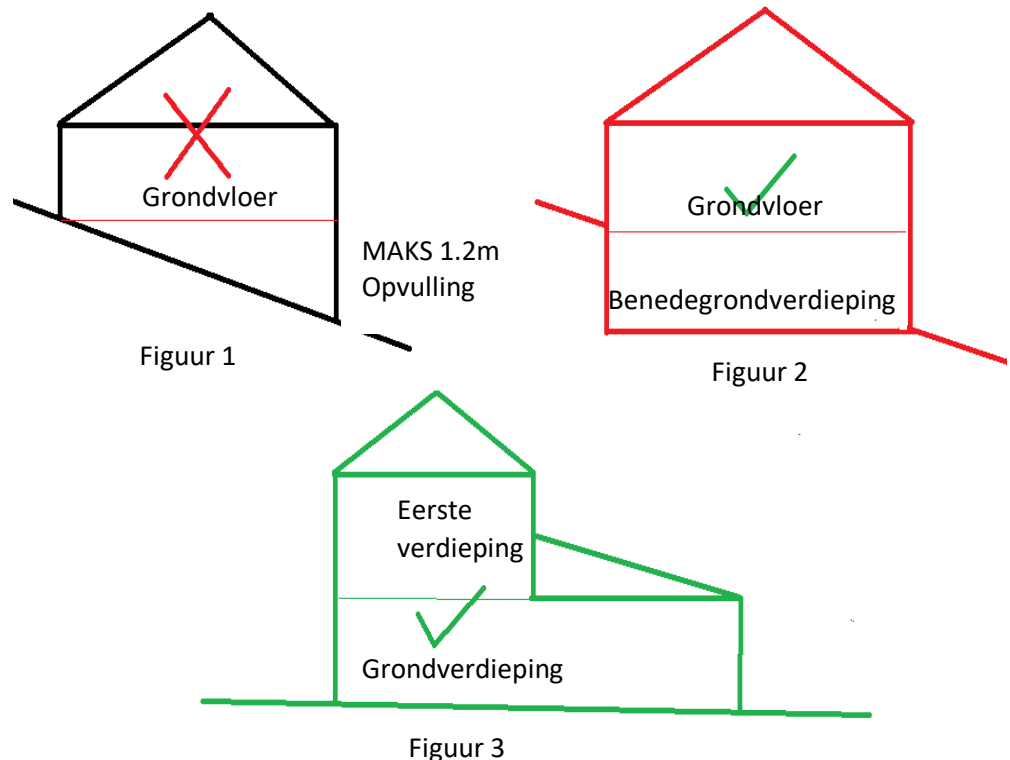 Grondvloer
MAKS 1.2m
Opvulling
Figuur 1
Grondvloer
Benedegrondverdieping
Figuur 2
Eerste
verdieping
Grondverdieping
Figuur 3